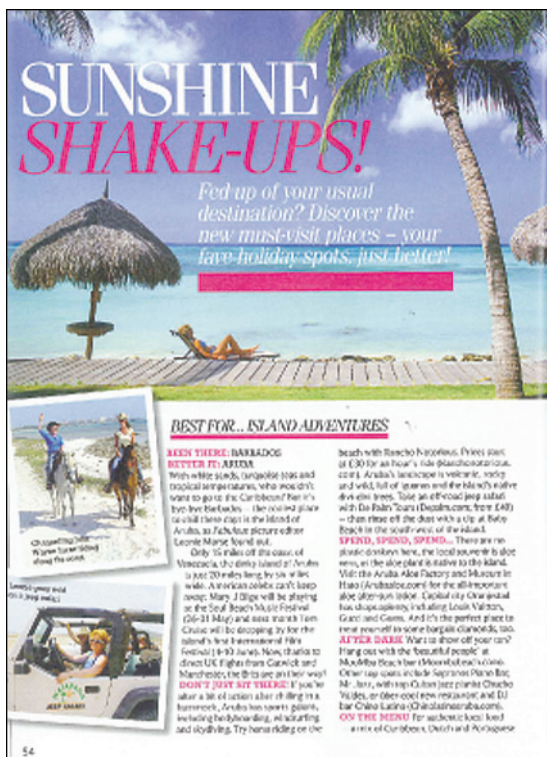 SUNSHINE
SHAKE-UPS!
Fed up of your usual
destination? Discover the
new must-visit places – your
fave holiday spots, just better!
BEST FOR... ISLAND ADVENTURES
BEEN THERE: BARBADOS
BETTER IT: ARUBA
With white sands, turquoise seas and
tropical temperatures, who wouldn't
want to go to the Caribbean? But it's
bye-bye Barbados – the coolest place
to chill these days is the island of
Aruba, as Fabulous picture editor
Leonie Morse found out.
Only 15 miles off the coast of
Venezuela, the dinky island of Aruba
is just 20 miles long by six miles
wide. American celebs can't keep
away: Mary J Blige will be playing
at the Soul Beach Music Festival
(26-31 May) and next month Tom
Cruise will be dropping by for the
island's first International Film
Festival (4-10 June). Now, thanks to
direct UK flights from Gatwick and
Manchester, the Brits are on their way!
DON'T JUST SIT THERE! If you're
after a bit of action after chilling in a
hammock, Aruba has sports galore,
including bodyboarding, windsurfing
and skydiving. Try horse riding on the
beach with Rancho Notorious. Prices start
at £30 for an hour's ride (Ranchonotorious.
com). Aruba's landscape is volcanic, rocky
and wild, full of iguanas and the island's native
divi-divi trees. Take an off-road jeep safari
with De Palm Tours (Depalm.com, from £40)
– then rinse off the dust with a dip at Baby
Beach in the south-west of the island.
SPEND, SPEND, SPEND... There are no
plastic donkeys here, the local souvenir is aloe
vera, as the aloe plant is native to the island.
Visit the Aruba Aloe Factory and Museum in
Hato (Arubaaloe.com) for the all-important
aloe after-sun lotion. Capital city Oranjestad
has shops aplenty, including Louis Vuitton,
Gucci and Gems. And it's the perfect place to
treat yourself to some bargain diamonds, too.
AFTER DARK Want to show off your tan?
Hang out with the 'beautiful people' at
MooMba Beach bar (Moombabeach.com).
Other top spots include Sopranos Piano Bar,
Mr Jazz, with top Cuban jazz pianist Chucho
Valdes, or über-cool new restaurant and DJ
bar Chino Latino (Chinolatinoaruba.com).
ON THE MENU For authentic local food
– a mix of Caribbean, Dutch and Portuguese
JEEP SAFARI
54